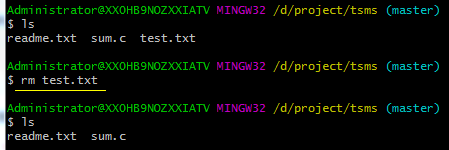 Administrator@XXOHB9NOZXXIATV MINGW32 /d/project/tsms (master)
$ ls
readme.txt  sum.c  test.txt
Administrator@XXOHB9NOZXXIATV MINGW32 /d/project/tsms (master)
$ rm test.txt
Administrator@XXOHB9NOZXXIATV MINGW32 /d/project/tsms (master)
$ ls
readme.txt  sum.c